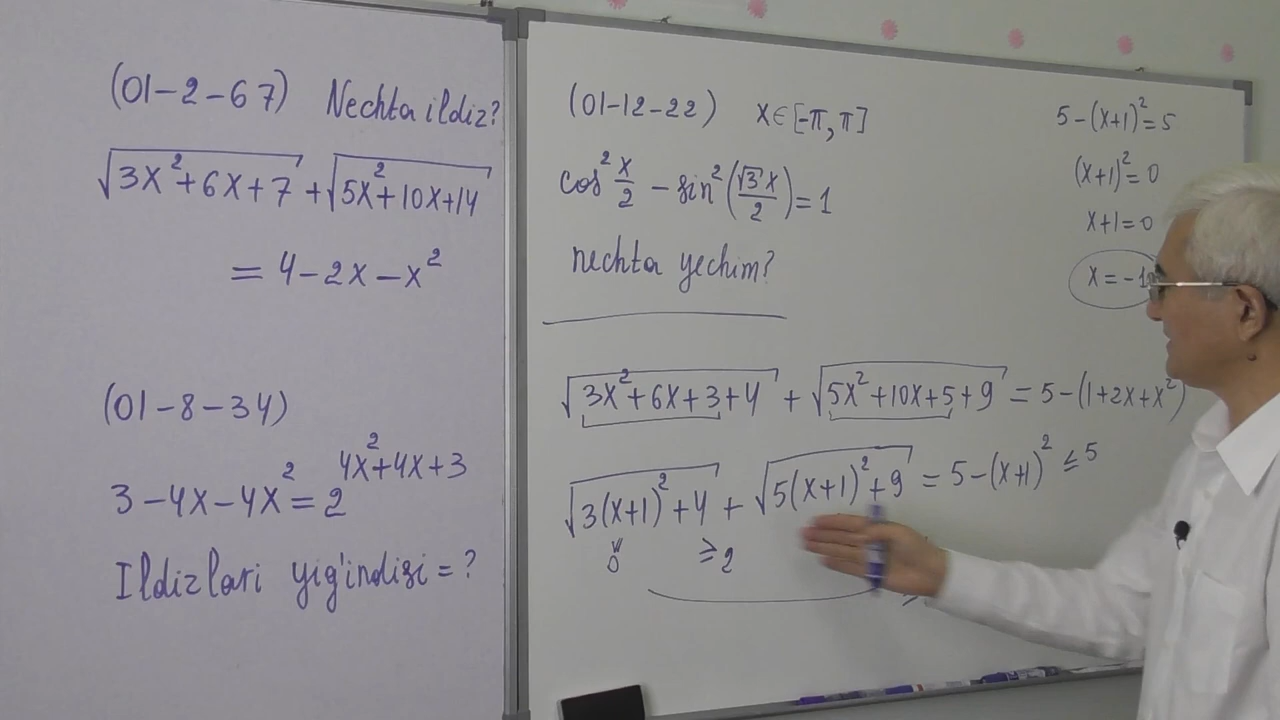 (01-2-67) Nechta ildiz?
√(3x²+6x+7) + √(5x²+10x+14)
= 4-2x-x²
(01-8-34)
3-4x-4x² = 2^(4x²+4x+3)
Ildizlari yig'indisi = ?
(01-12-22) x∈[-π, π]
cos² x/2 - sin²(√3 x/2) = 1
nechta yechim?
√(3x²+6x+3+4) + √(5x²+10x+5+9) = 5-(1+2x+x²)
√(3(x+1)²+4) + √(5(x+1)²+9) = 5-(x+1)² ≤ 5
≥ 0 ≥ 2
≥
5-(x+1)² = 5
(x+1)² = 0
x+1 = 0
x = -1